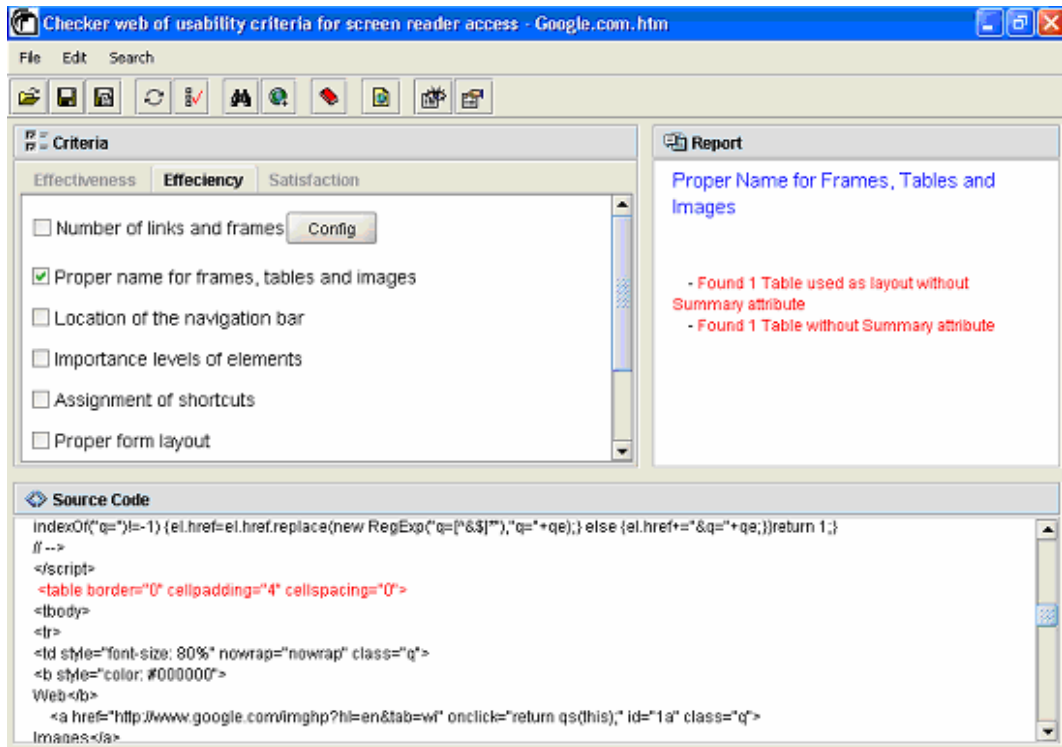 Checker web of usability criteria for screen reader access - Google.com.htm
File Edit Search
Criteria
Effectiveness Effeciency Satisfaction
Number of links and frames Config
Proper name for frames, tables and images
Location of the navigation bar
Importance levels of elements
Assignment of shortcuts
Proper form layout
Report
Proper Name for Frames, Tables and
Images
- Found 1 Table used as layout without
Summary attribute
- Found 1 Table without Summary attribute
Source Code
indexOf("q=")!=-1) {el.href=el.href.replace(new RegExp("q=[^&$]*"),"q="+qe);} else {el.href+="&q="+qe;}}return 1;}
// -->
</script>
<table border="0" cellpadding="4" cellspacing="0">
<tbody>
<tr>
<td style="font-size: 80%" nowrap="nowrap" class="q">
<b style="color: #000000">
Web</b>
<a href="http://www.google.com/imghp?hl=en&tab=wi" onclick="return qs(this);" id="1a" class="q">
Images</a>